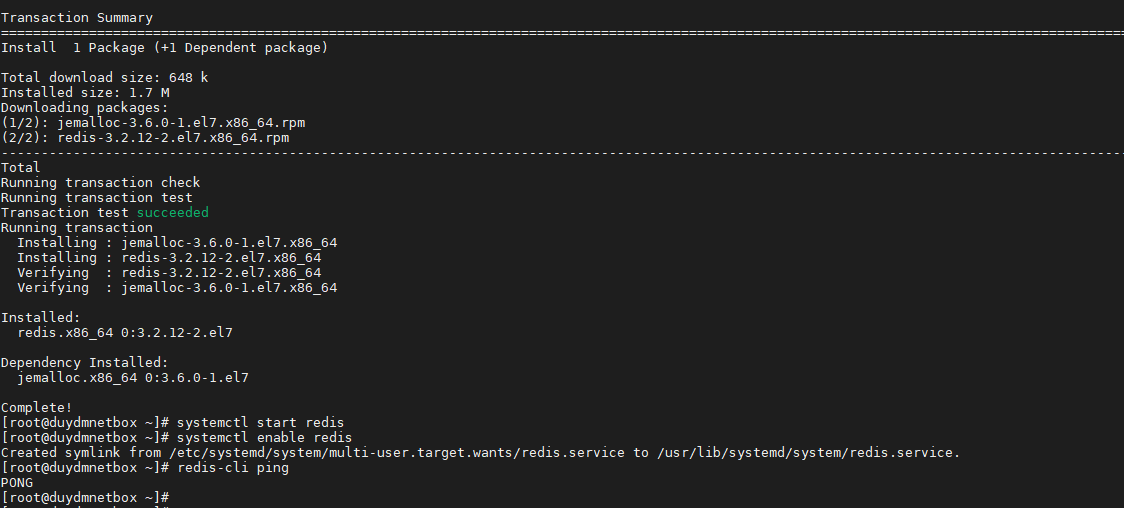 Transaction Summary
================================================================================================================================================
Install  1 Package (+1 Dependent package)
Total download size: 648 k
Installed size: 1.7 M
Downloading packages:
(1/2): jemalloc-3.6.0-1.el7.x86_64.rpm
(2/2): redis-3.2.12-2.el7.x86_64.rpm
------------------------------------------------------------------------------------------------------------------------------------------------
Total
Running transaction check
Running transaction test
Transaction test succeeded
Running transaction
  Installing : jemalloc-3.6.0-1.el7.x86_64
  Installing : redis-3.2.12-2.el7.x86_64
  Verifying  : redis-3.2.12-2.el7.x86_64
  Verifying  : jemalloc-3.6.0-1.el7.x86_64
Installed:
  redis.x86_64 0:3.2.12-2.el7
Dependency Installed:
  jemalloc.x86_64 0:3.6.0-1.el7
Complete!
[root@duydmnetbox ~]# systemctl start redis
[root@duydmnetbox ~]# systemctl enable redis
Created symlink from /etc/systemd/system/multi-user.target.wants/redis.service to /usr/lib/systemd/system/redis.service.
[root@duydmnetbox ~]# redis-cli ping
PONG
[root@duydmnetbox ~]#